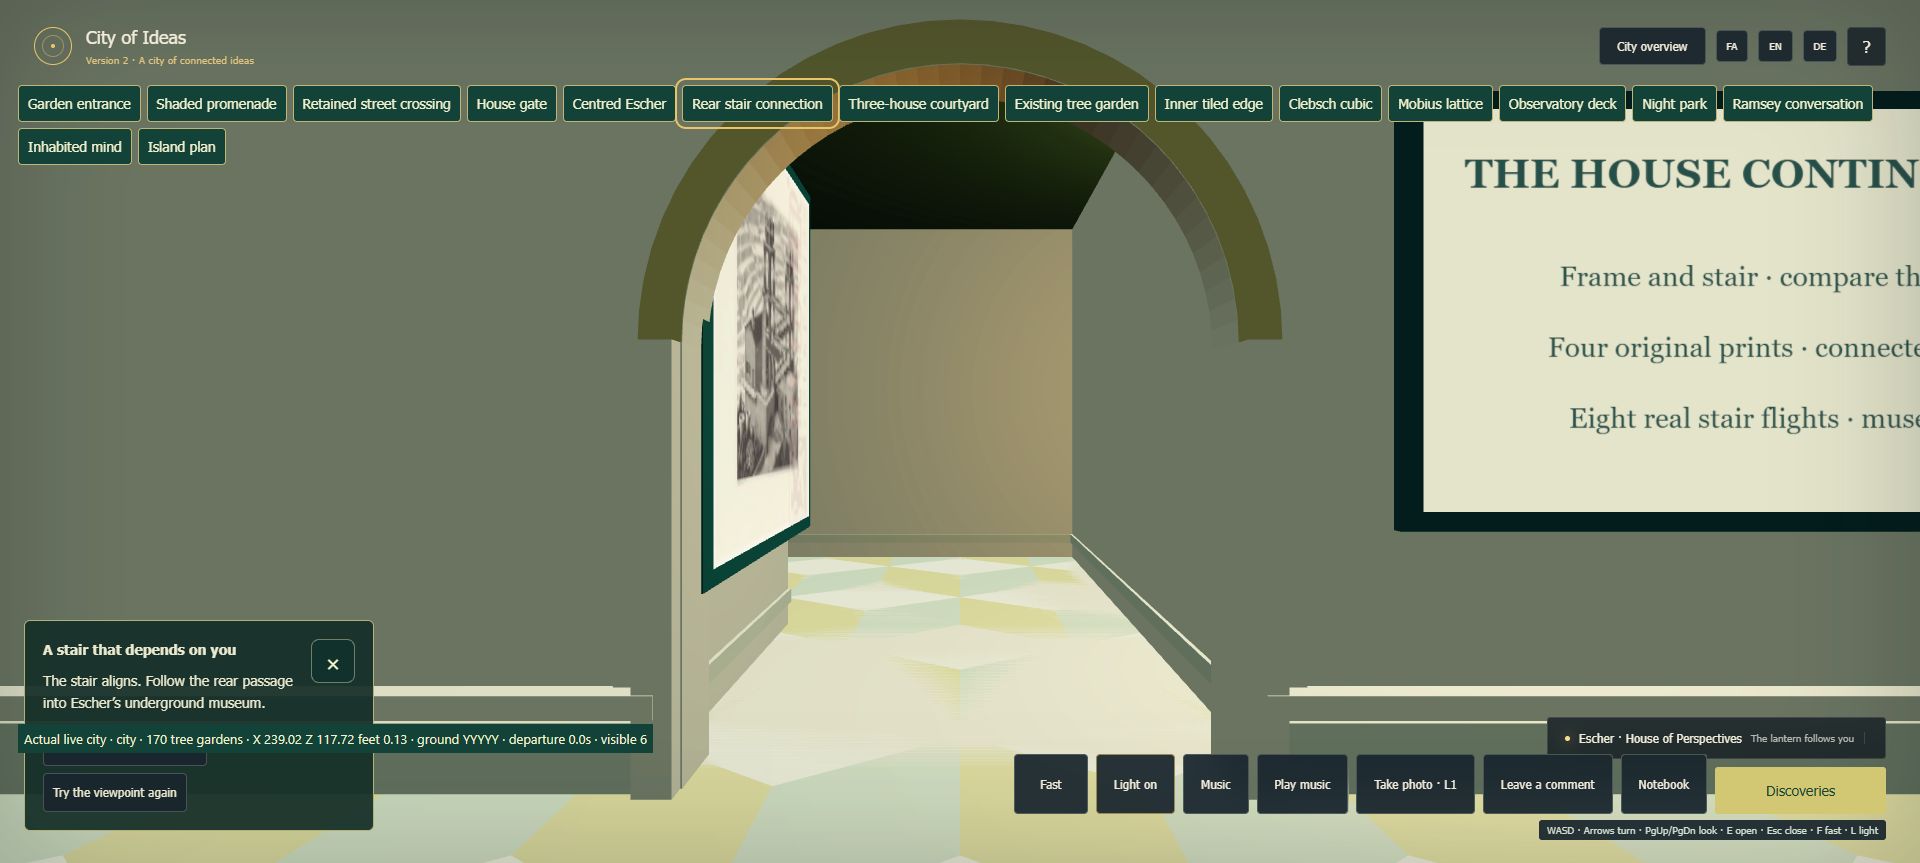 City of Ideas
Version 2 · A city of connected ideas
City overview
FA
EN
DE
?
Garden entrance
Shaded promenade
Retained street crossing
House gate
Centred Escher
Rear stair connection
Three-house courtyard
Existing tree garden
Inner tiled edge
Clebsch cubic
Mobius lattice
Observatory deck
Night park
Ramsey conversation
Inhabited mind
Island plan
THE HOUSE CONTIN
Frame and stair · compare th
Four original prints · connecte
Eight real stair flights · muse
A stair that depends on you
×
The stair aligns. Follow the rear passage
into Escher’s underground museum.
Actual live city · city · 170 tree gardens · X 239.02 Z 117.72 feet 0.13 · ground YYYYY · departure 0.0s · visible 6
Try the viewpoint again
Escher · House of Perspectives The lantern follows you
Fast
Light on
Music
Play music
Take photo · L1
Leave a comment
Notebook
Discoveries
WASD · Arrows turn · PgUp/PgDn look · E open · Esc close · F fast · L light